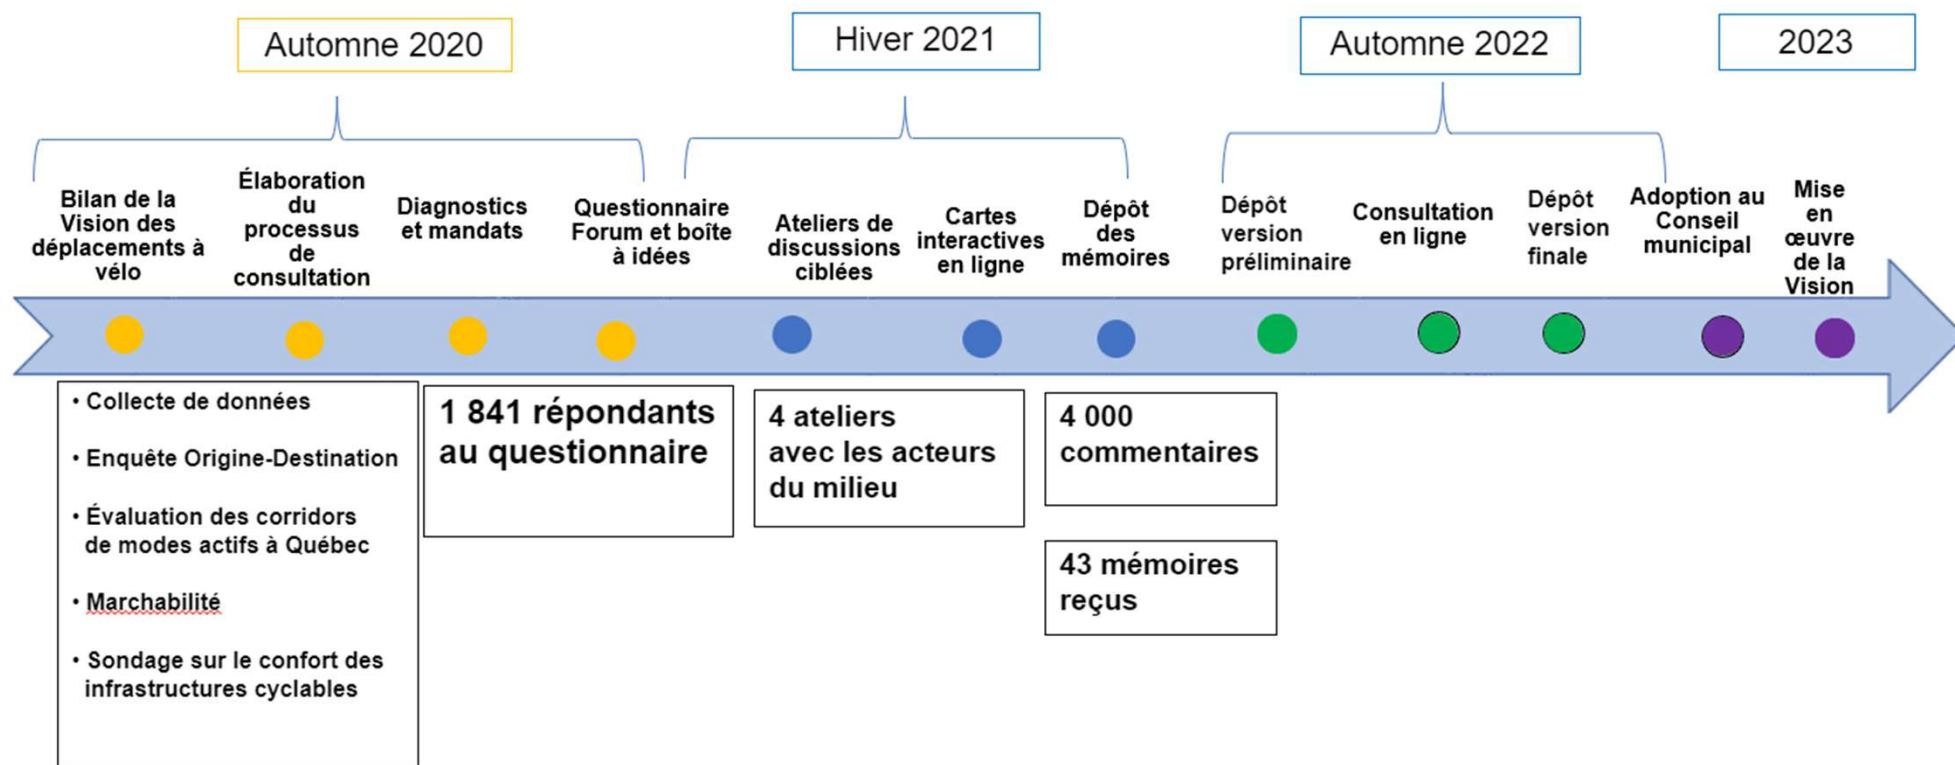 Automne 2020
Hiver 2021
Automne 2022
2023
Bilan de la
Vision des
déplacements à
vélo
Élaboration
du
processus
de
consultation
Diagnostics
et mandats
Questionnaire
Forum et boîte
à idées
Ateliers de
discussions
ciblées
Cartes
interactives
en ligne
Dépôt
des
mémoires
Dépôt
version
préliminaire
Consultation
en ligne
Dépôt
version
finale
Adoption au
Conseil
municipal
Mise
en
œuvre
de la
Vision
• Collecte de données
• Enquête Origine-Destination
• Évaluation des corridors
de modes actifs à Québec
• Marchabilité
• Sondage sur le confort des
infrastructures cyclables
1 841 répondants
au questionnaire
4 ateliers
avec les acteurs
du milieu
4 000
commentaires
43 mémoires
reçus